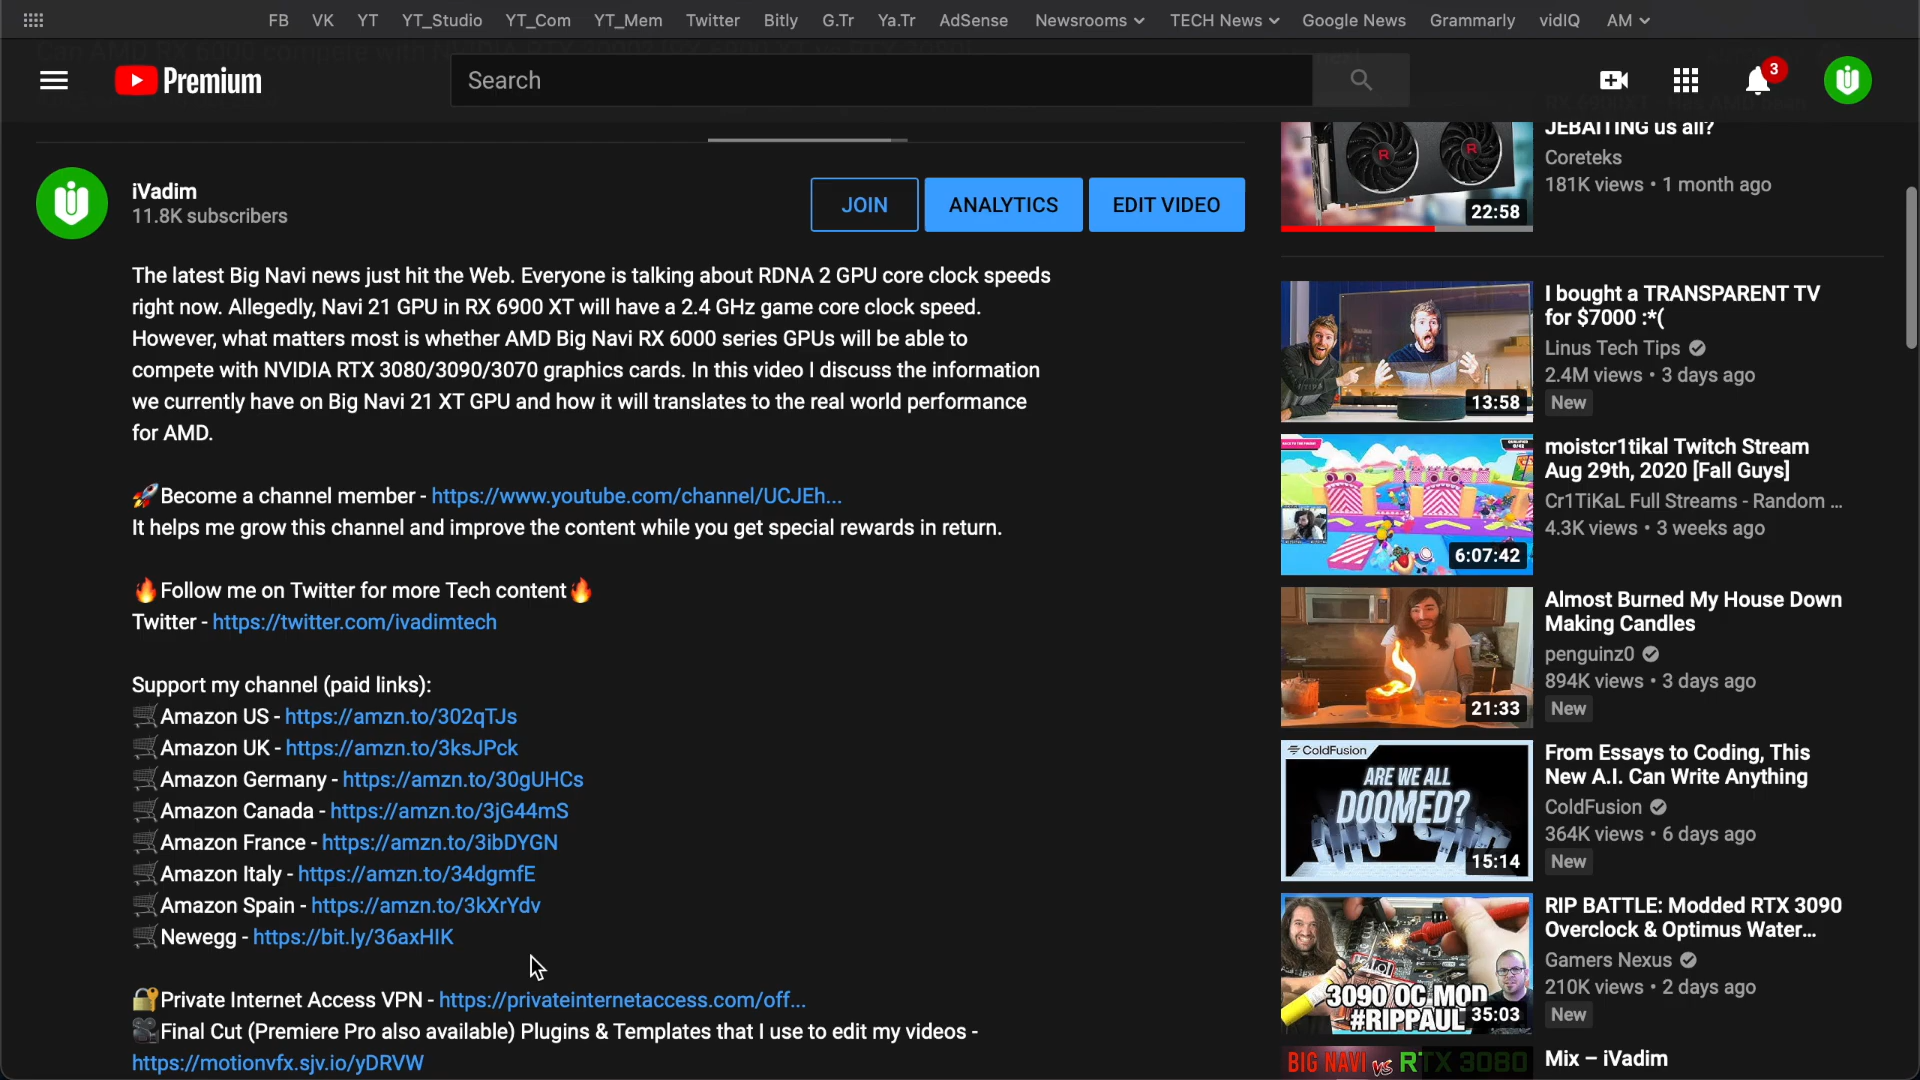 FB VK YT YT_Studio YT_Com YT_Mem Twitter Bitly G.Tr Ya.Tr AdSense Newsrooms TECH News Google News Grammarly vidIQ AM
Premium
Search
3
iVadim
11.8K subscribers
JOIN
ANALYTICS
EDIT VIDEO
The latest Big Navi news just hit the Web. Everyone is talking about RDNA 2 GPU core clock speeds
right now. Allegedly, Navi 21 GPU in RX 6900 XT will have a 2.4 GHz game core clock speed.
However, what matters most is whether AMD Big Navi RX 6000 series GPUs will be able to
compete with NVIDIA RTX 3080/3090/3070 graphics cards. In this video I discuss the information
we currently have on Big Navi 21 XT GPU and how it will translates to the real world performance
for AMD.
🚀Become a channel member - https://www.youtube.com/channel/UCJEh...
It helps me grow this channel and improve the content while you get special rewards in return.
🔥Follow me on Twitter for more Tech content🔥
Twitter - https://twitter.com/ivadimtech
Support my channel (paid links):
🛒Amazon US - https://amzn.to/302qTJs
🛒Amazon UK - https://amzn.to/3ksJPck
🛒Amazon Germany - https://amzn.to/30gUHCs
🛒Amazon Canada - https://amzn.to/3jG44mS
🛒Amazon France - https://amzn.to/3ibDYGN
🛒Amazon Italy - https://amzn.to/34dgmfE
🛒Amazon Spain - https://amzn.to/3kXrYdv
🛒Newegg - https://bit.ly/36axHIK
🔐Private Internet Access VPN - https://privateinternetaccess.com/off...
🎥Final Cut (Premiere Pro also available) Plugins & Templates that I use to edit my videos -
https://motionvfx.sjv.io/yDRVW
JEBAITING us all?
Coreteks
181K views • 1 month ago
22:58
I bought a TRANSPARENT TV
for $7000 :*(
Linus Tech Tips
2.4M views • 3 days ago
New
13:58
moistcr1tikal Twitch Stream
Aug 29th, 2020 [Fall Guys]
Cr1TiKaL Full Streams - Random ...
4.3K views • 3 weeks ago
6:07:42
Almost Burned My House Down
Making Candles
penguinz0
894K views • 3 days ago
New
21:33
ColdFusion
ARE WE ALL
DOOMED?
15:14
From Essays to Coding, This
New A.I. Can Write Anything
ColdFusion
364K views • 6 days ago
New
3090 OC MOD
#RIPPAUL
35:03
RIP BATTLE: Modded RTX 3090
Overclock & Optimus Water...
Gamers Nexus
210K views • 2 days ago
New
BIG NAVI vs RTX 3080
Mix – iVadim